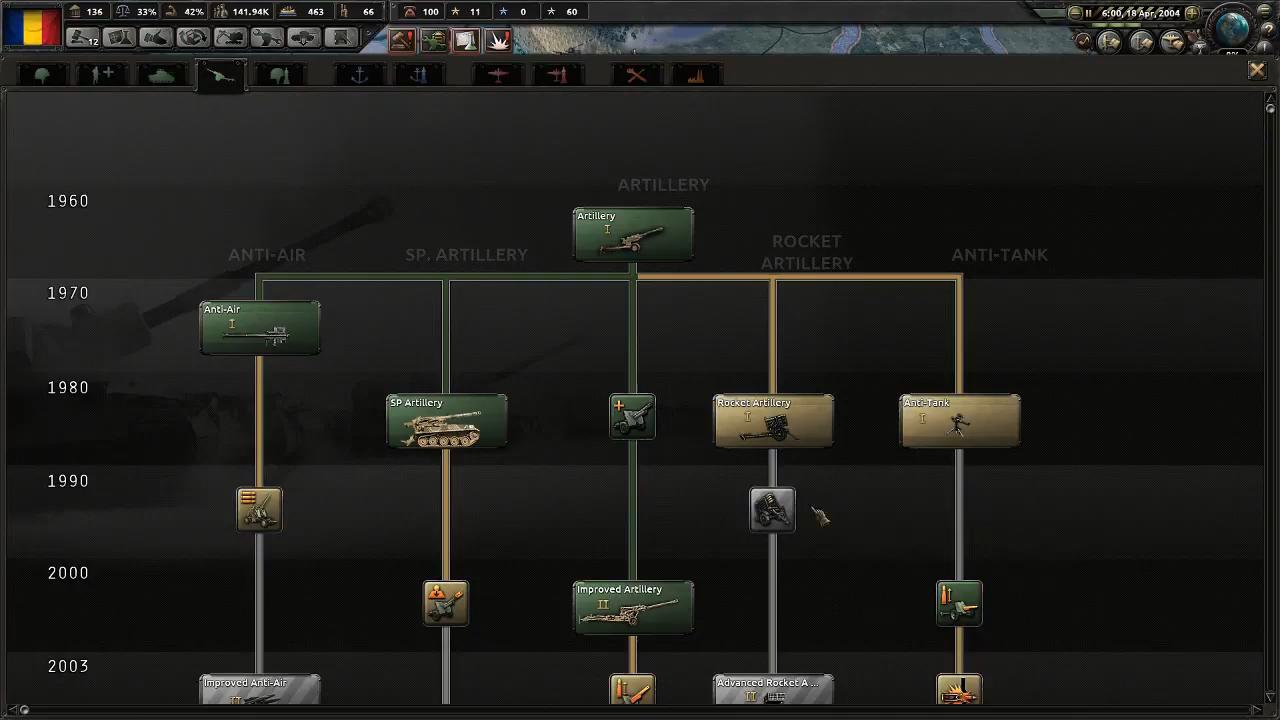 136 33% 42% 141.94K 463 66 100 11 0 60 6:00, 18 Apr, 2004
12
ARTILLERY
1960
Artillery
I
ANTI-AIR SP. ARTILLERY ROCKET ARTILLERY ANTI-TANK
1970
Anti-Air
I
1980
SP Artillery
Rocket Artillery
I
Anti-Tank
I
1990
2000
Improved Artillery
II
2003
Improved Anti-Air
II
Advanced Rocket A ...
II